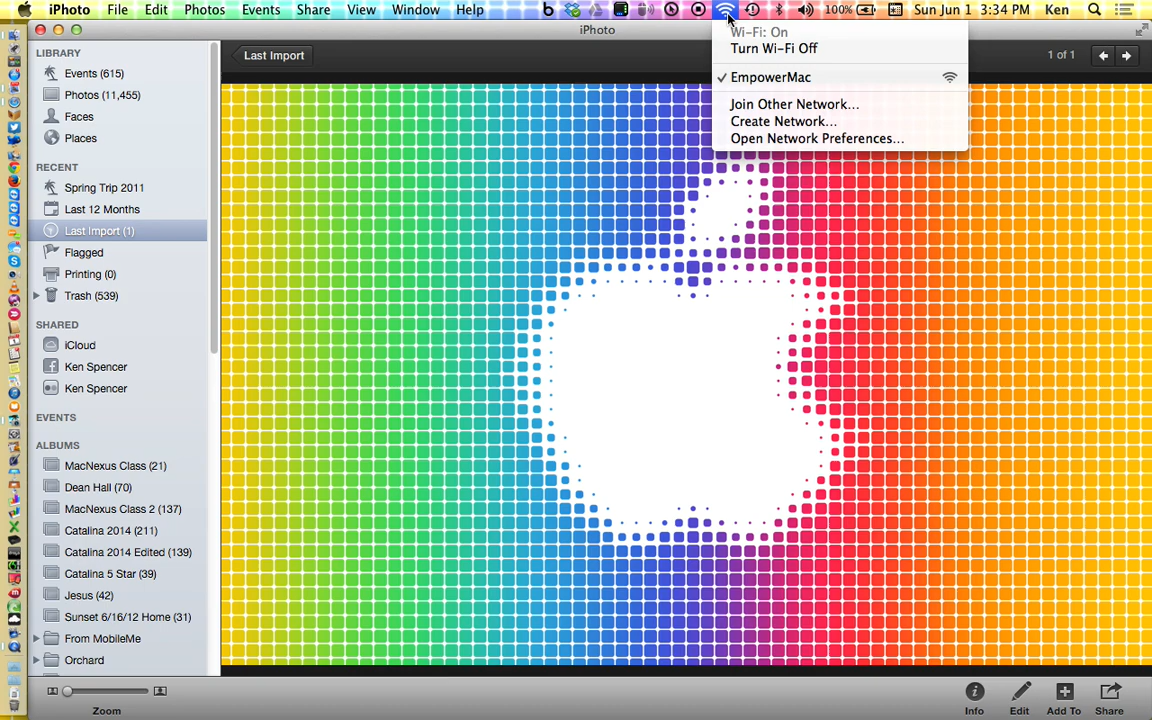 iPhoto File Edit Photos Events Share View Window Help 100% Sun Jun 1 3:34 PM Ken
iPhoto
Wi-Fi: On
Turn Wi-Fi Off
EmpowerMac
Join Other Network...
Create Network...
Open Network Preferences...
Last Import
1 of 1
LIBRARY
Events (615)
Photos (11,455)
Faces
Places
RECENT
Spring Trip 2011
Last 12 Months
Last Import (1)
Flagged
Printing (0)
Trash (539)
SHARED
iCloud
Ken Spencer
Ken Spencer
EVENTS
ALBUMS
MacNexus Class (21)
Dean Hall (70)
MacNexus Class 2 (137)
Catalina 2014 (211)
Catalina 2014 Edited (139)
Catalina 5 Star (39)
Jesus (42)
Sunset 6/16/12 Home (31)
From MobileMe
Orchard
Zoom
Info Edit Add To Share